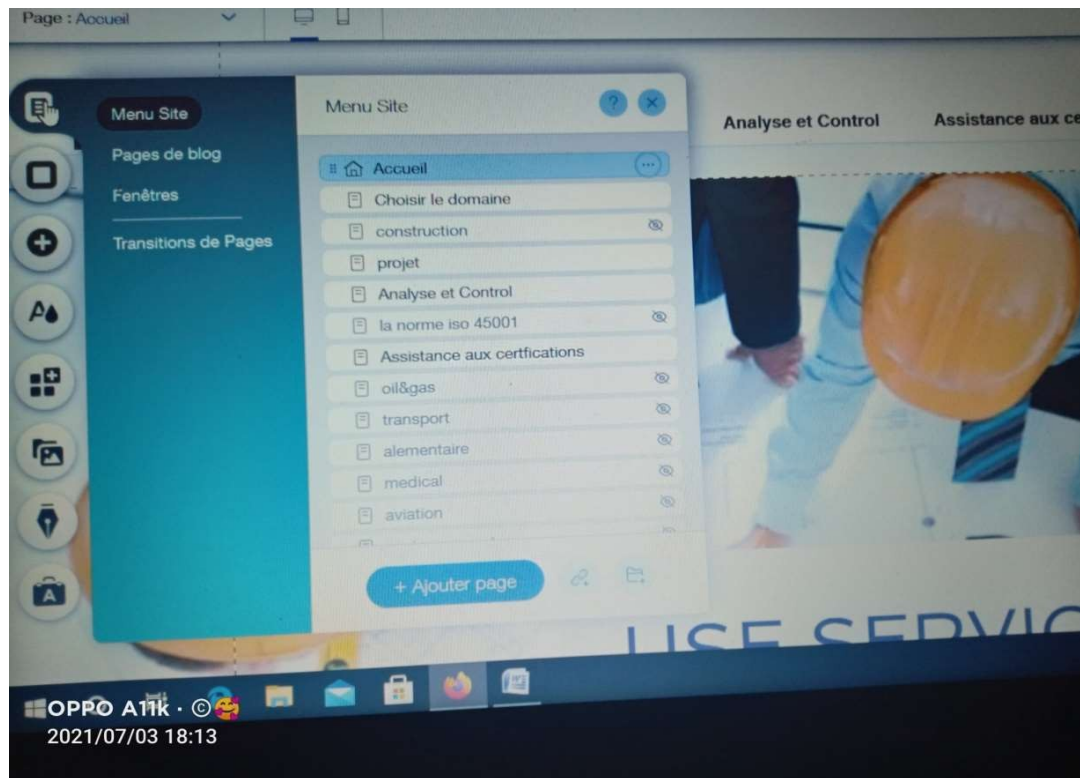 Page : Accueil
Menu Site
Pages de blog
Fenêtres
Transitions de Pages
Menu Site
?
Accueil
Choisir le domaine
construction
projet
Analyse et Control
la norme iso 45001
Assistance aux certfications
oil&gas
transport
alementaire
medical
aviation
+ Ajouter page
Analyse et Control
Assistance aux ce
USE SERVIC
OPPO A11k · ©🥰
2021/07/03 18:13